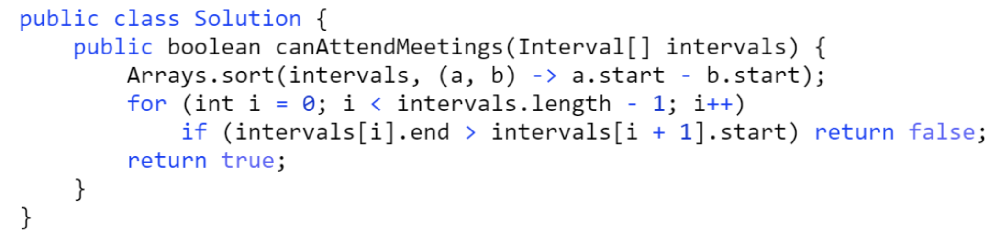 public class Solution {
    public boolean canAttendMeetings(Interval[] intervals) {
        Arrays.sort(intervals, (a, b) -> a.start - b.start);
        for (int i = 0; i < intervals.length - 1; i++)
            if (intervals[i].end > intervals[i + 1].start) return false;
        return true;
    }
}